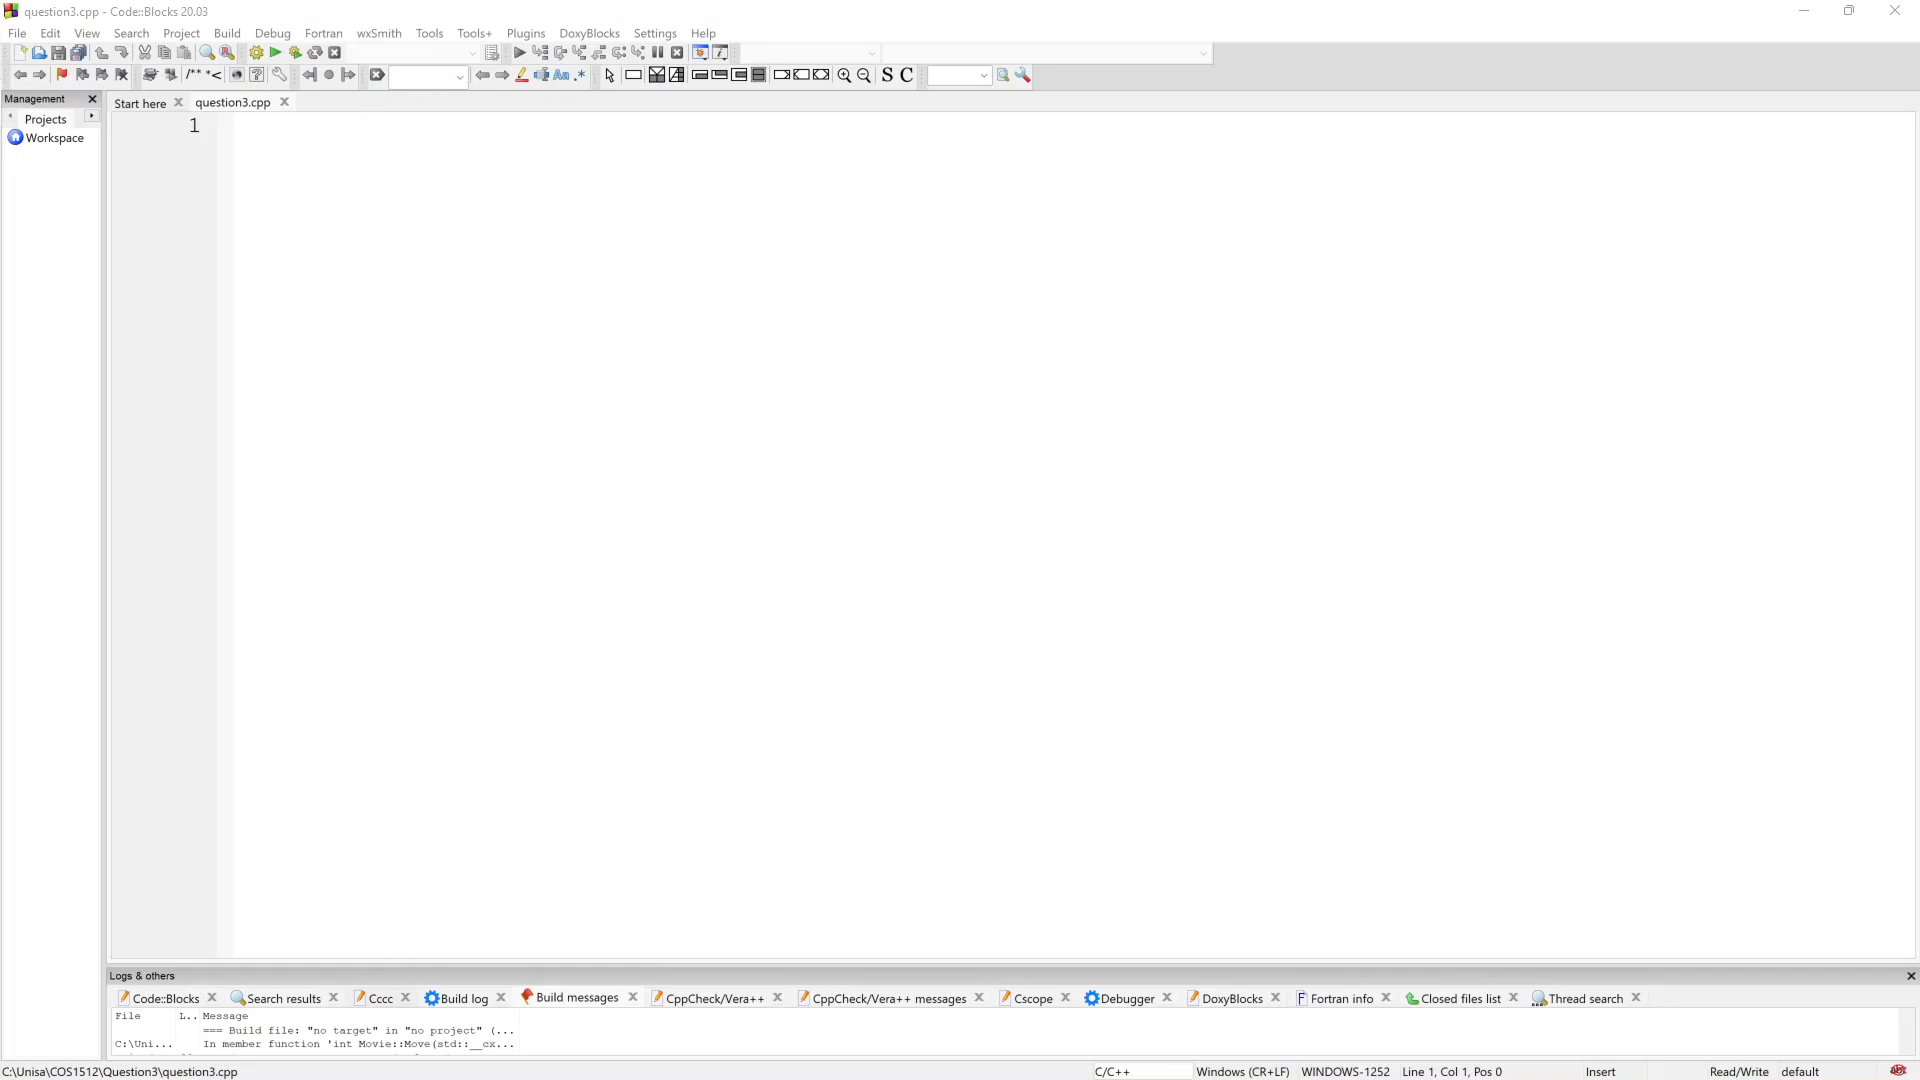 question3.cpp - Code::Blocks 20.03
File Edit View Search Project Build Debug Fortran wxSmith Tools Tools+ Plugins DoxyBlocks Settings Help
/** *<
Aa .* S C
Management
Start here question3.cpp
Projects
Workspace
1
Logs & others
Code::Blocks Search results Cccc Build log Build messages CppCheck/Vera++ CppCheck/Vera++ messages Cscope Debugger DoxyBlocks Fortran info Closed files list Thread search
File L.. Message
=== Build file: "no target" in "no project" (...
C:\Uni... In member function 'int Movie::Move(std::__cx...
C:\Unisa\COS1512\Question3\question3.cpp C/C++ Windows (CR+LF) WINDOWS-1252 Line 1, Col 1, Pos 0 Insert Read/Write default